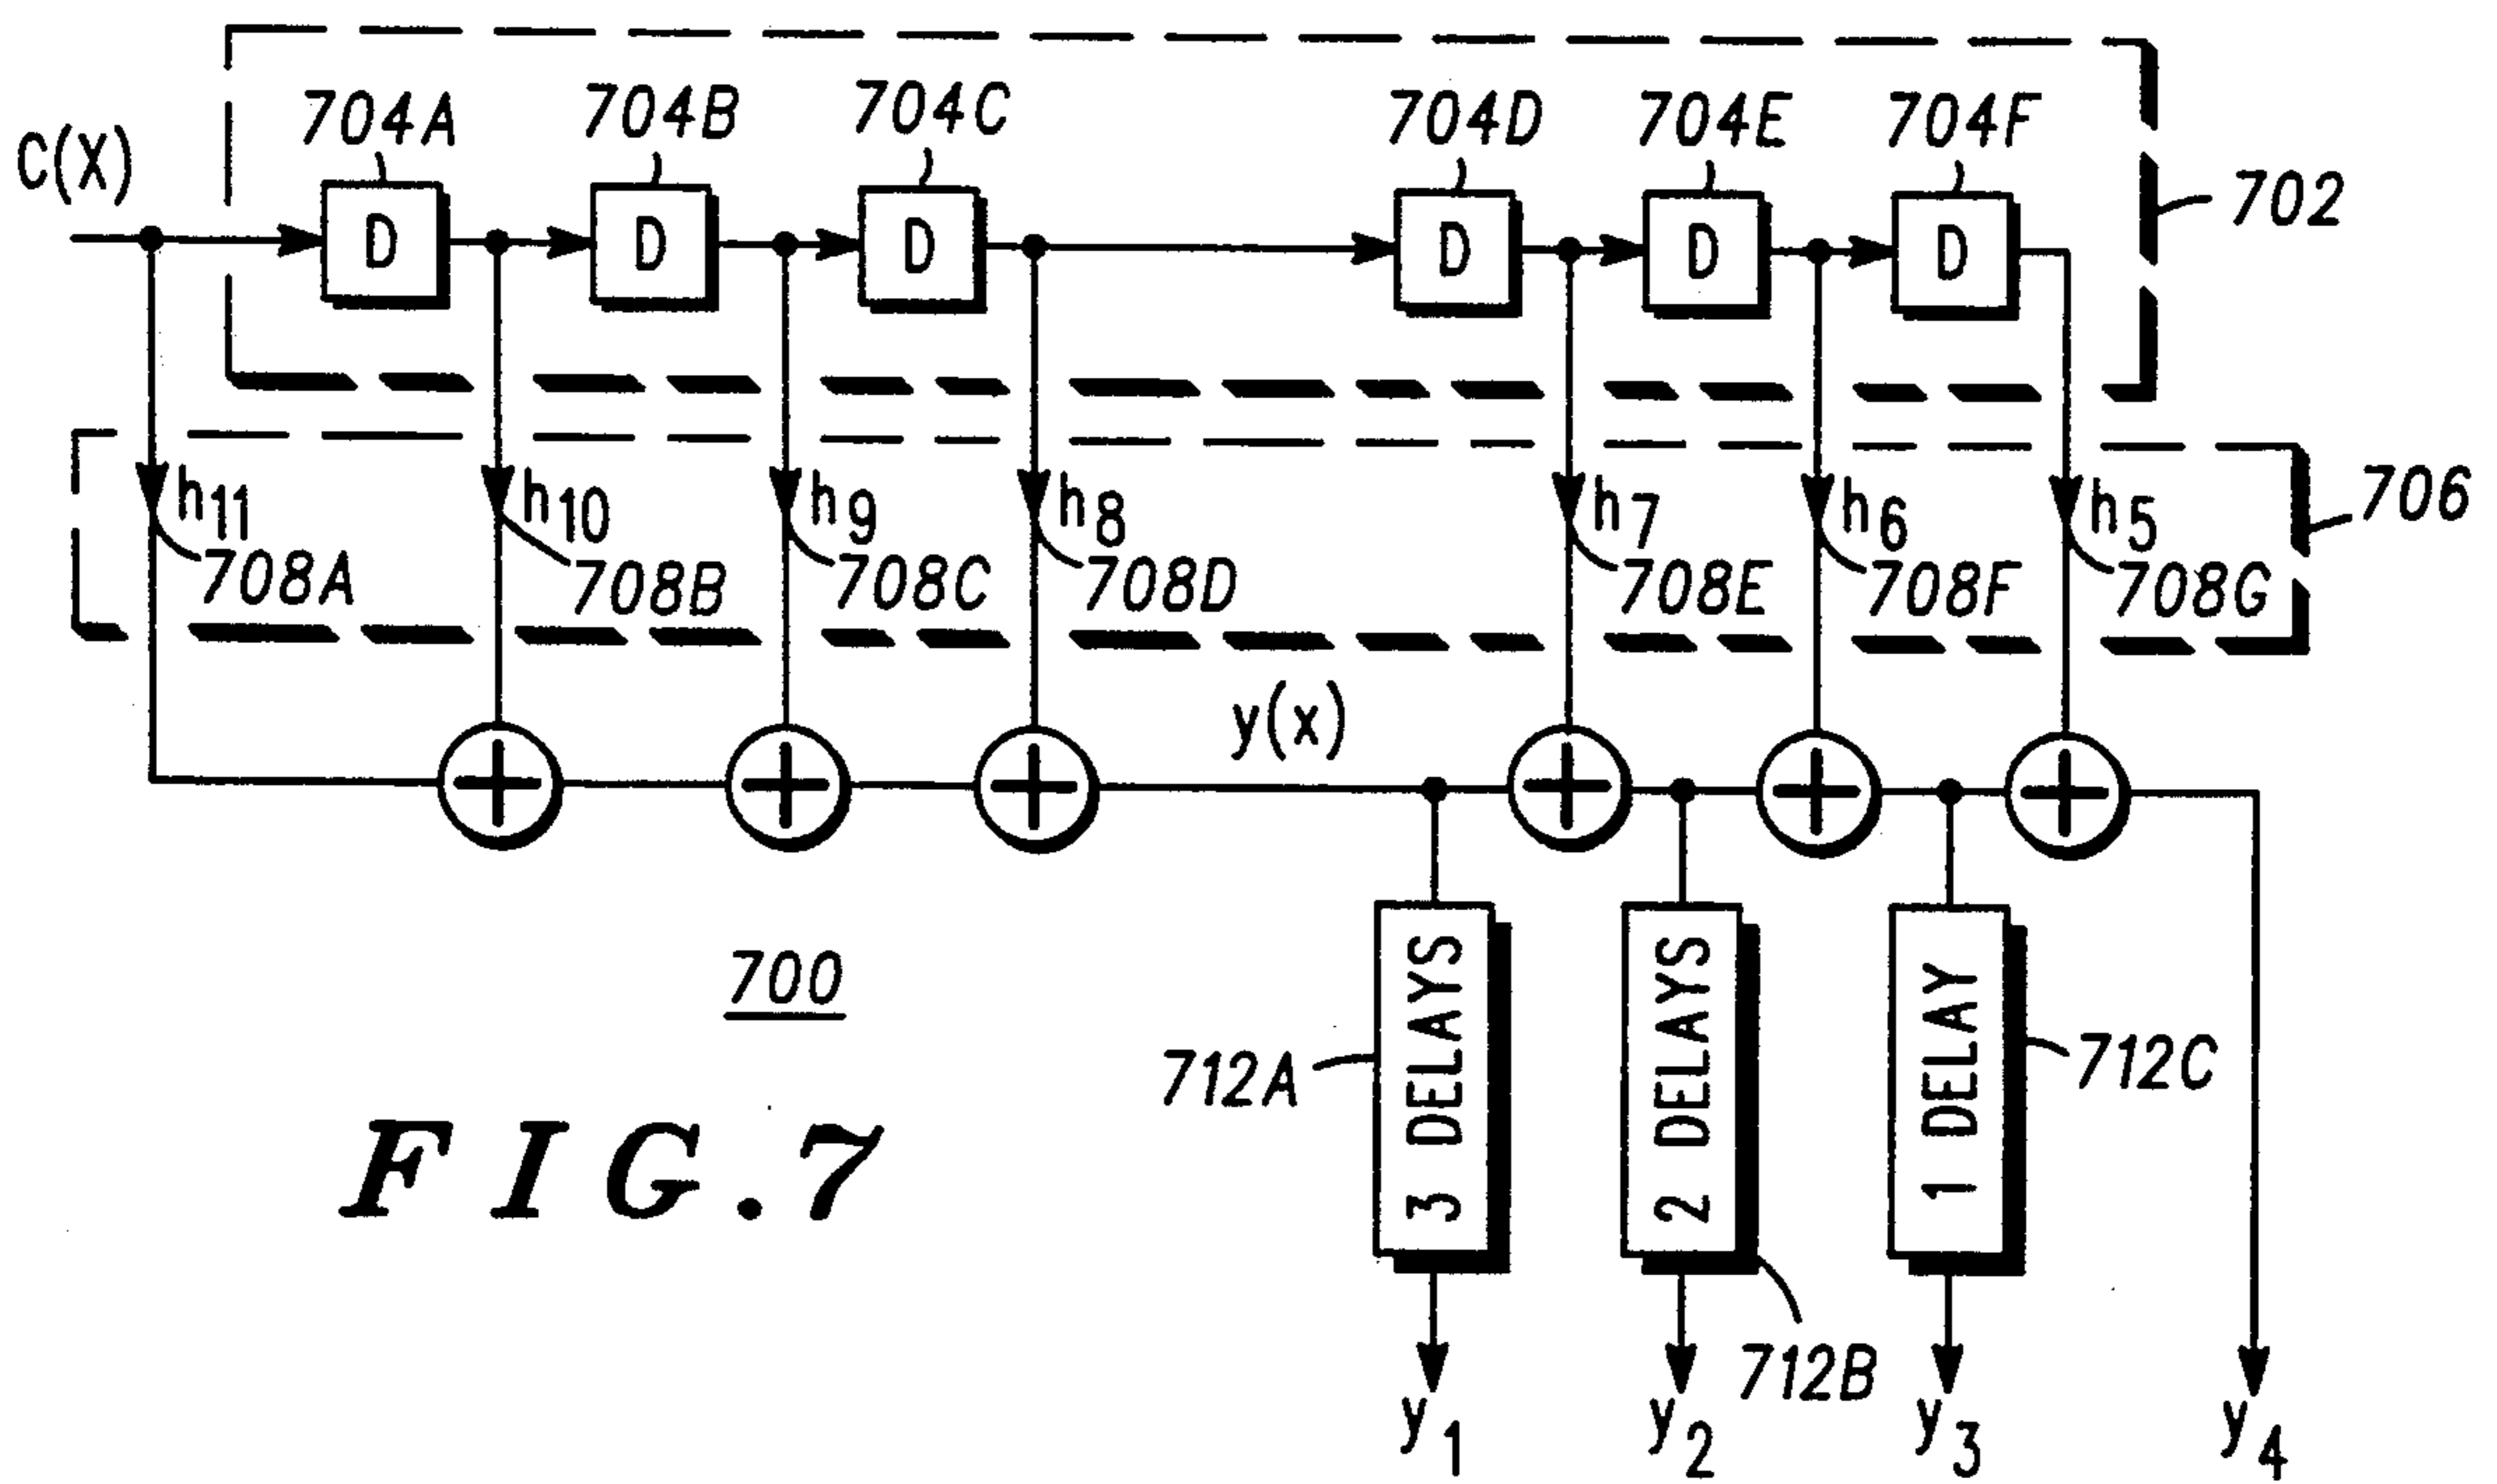 704A 704B 704C 704D 704E 704F
C(X)
D D D D D D
702
h11 h10 h9 h8 h7 h6 h5
706
708A 708B 708C 708D 708E 708F 708G
y(x)
700
3 DELAYS
2 DELAYS
1 DELAY
712A
712C
712B
FIG.7
y1 y2 y3 y4